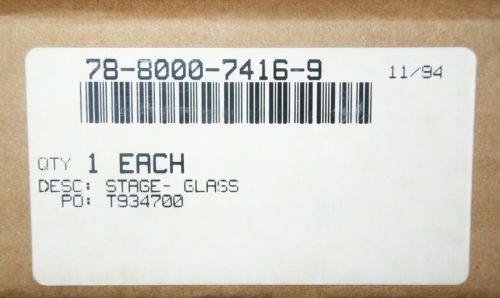 78-8000-7416-9 11/94
QTY 1 EACH
DESC: STAGE- GLASS
PO: T934700